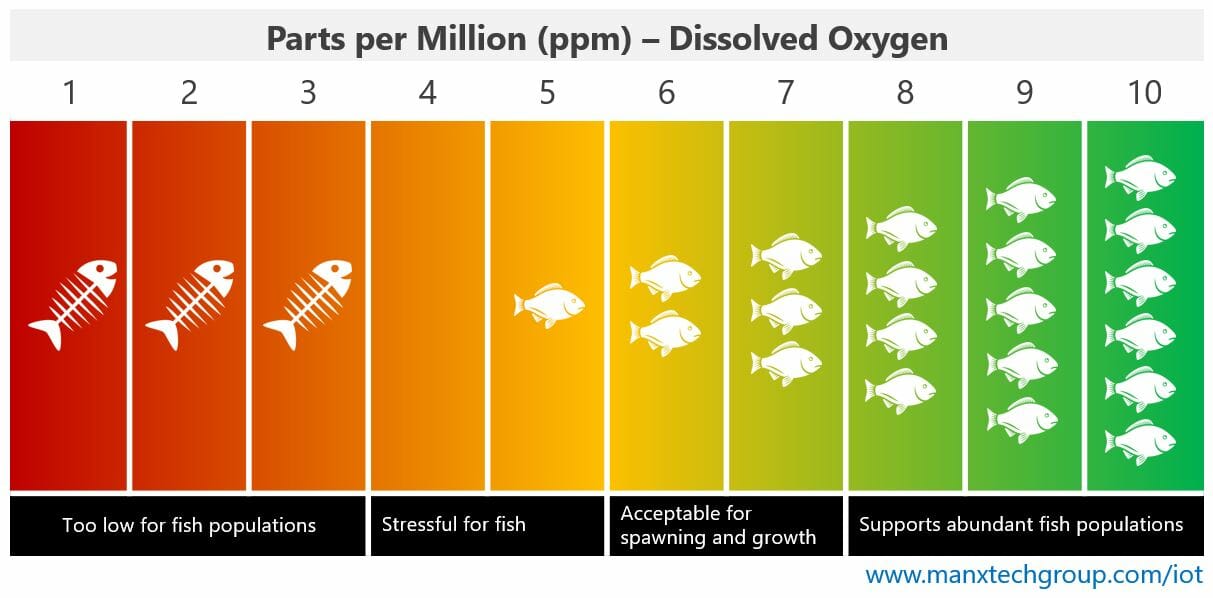 Parts per Million (ppm) – Dissolved Oxygen
1 2 3 4 5 6 7 8 9 10
Too low for fish populations
Stressful for fish
Acceptable for
spawning and growth
Supports abundant fish populations
www.manxtechgroup.com/iot